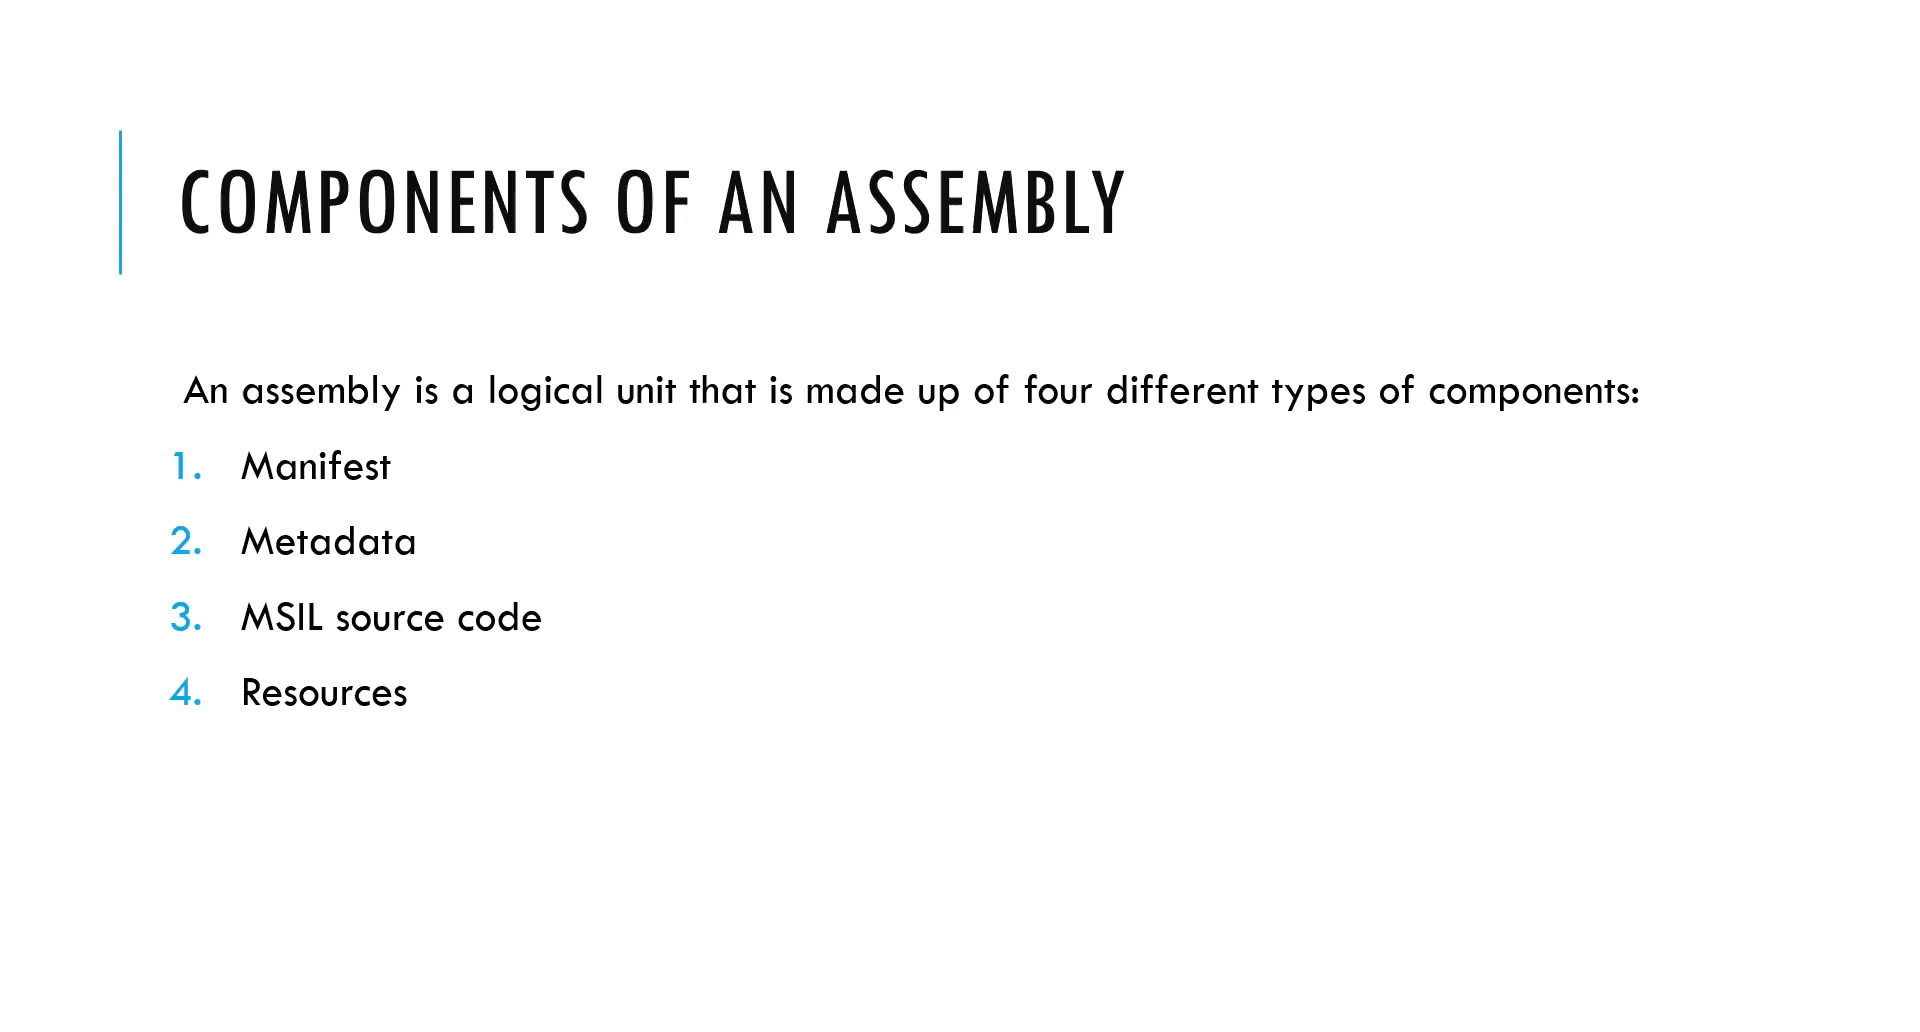 COMPONENTS OF AN ASSEMBLY
An assembly is a logical unit that is made up of four different types of components:
1. Manifest
2. Metadata
3. MSIL source code
4. Resources